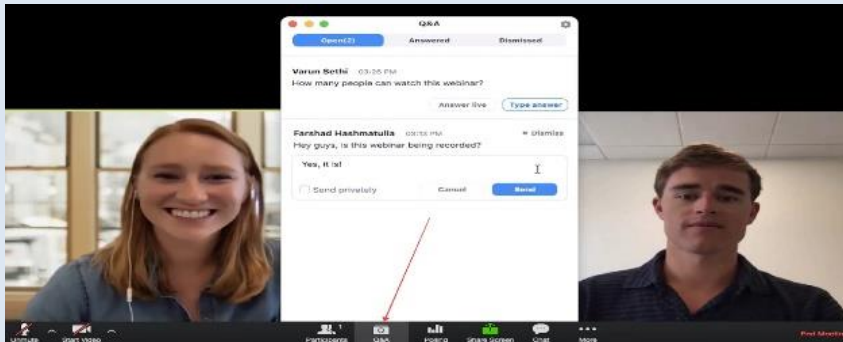 Q&A
Open(2) Answered Dismissed
Varun Sethi 03:26 PM
How many people can watch this webinar?
Answer live Type answer
Farshad Hashmatulla 03:13 PM Dismiss
Hey guys, is this webinar being recorded?
Yes, it is!
Send privately Cancel Send
Unmute Start Video Participants 1 Q&A Polling Share Screen Chat More End Meeting